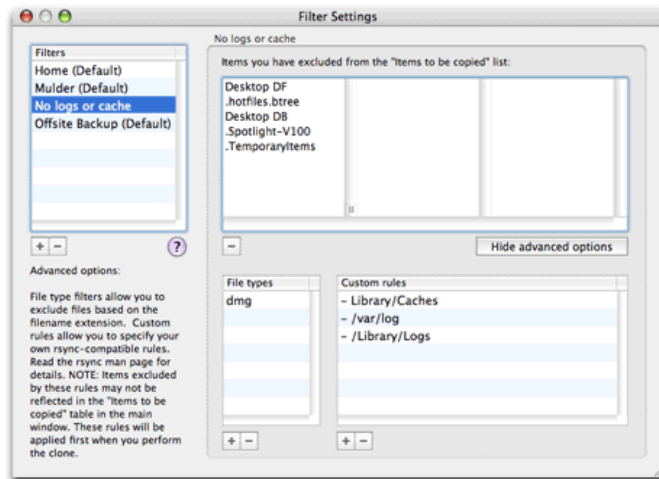 Filter Settings
Filters
Home (Default)
Mulder (Default)
No logs or cache
Offsite Backup (Default)
+ −
?
Advanced options:
File type filters allow you to
exclude files based on the
filename extension. Custom
rules allow you to specify your
own rsync-compatible rules.
Read the rsync man page for
details. NOTE: Items excluded
by these rules may not be
reflected in the "Items to be
copied" table in the main
window. These rules will be
applied first when you perform
the clone.
No logs or cache
Items you have excluded from the "Items to be copied" list:
Desktop DF
.hotfiles.btree
Desktop DB
.Spotlight-V100
.TemporaryItems
−
Hide advanced options
File types
dmg
+ −
Custom rules
- Library/Caches
- /var/log
- /Library/Logs
+ −